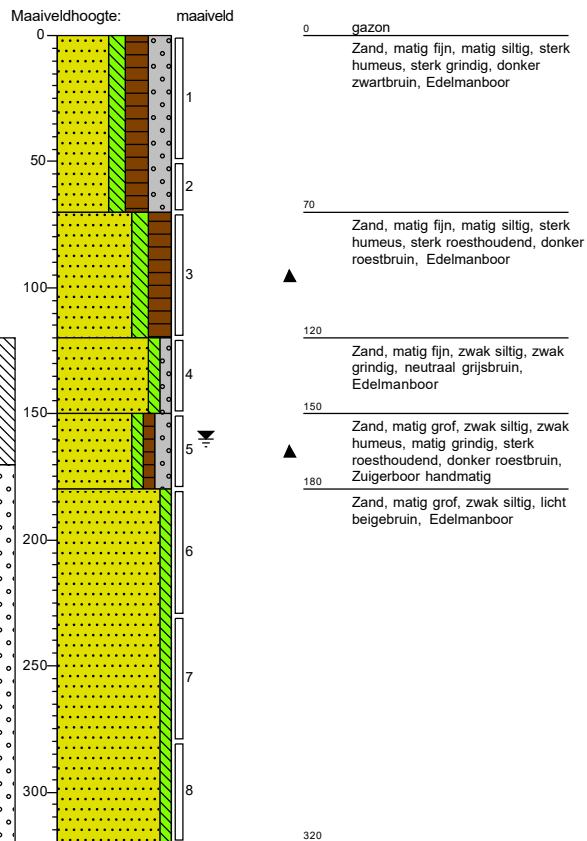 Maaiveldhoogte: maaiveld
0 gazon
0
Zand, matig fijn, matig siltig, sterk
humeus, sterk grindig, donker
zwartbruin, Edelmanboor
1
50
2
70
Zand, matig fijn, matig siltig, sterk
humeus, sterk roesthoudend, donker
roestbruin, Edelmanboor
3
100
120
Zand, matig fijn, zwak siltig, zwak
grindig, neutraal grijsbruin,
Edelmanboor
4
150
150
Zand, matig grof, zwak siltig, zwak
humeus, matig grindig, sterk
roesthoudend, donker roestbruin,
Zuigerboor handmatig
5
180
Zand, matig grof, zwak siltig, licht
beigebruin, Edelmanboor
200
6
250
7
300
8
320